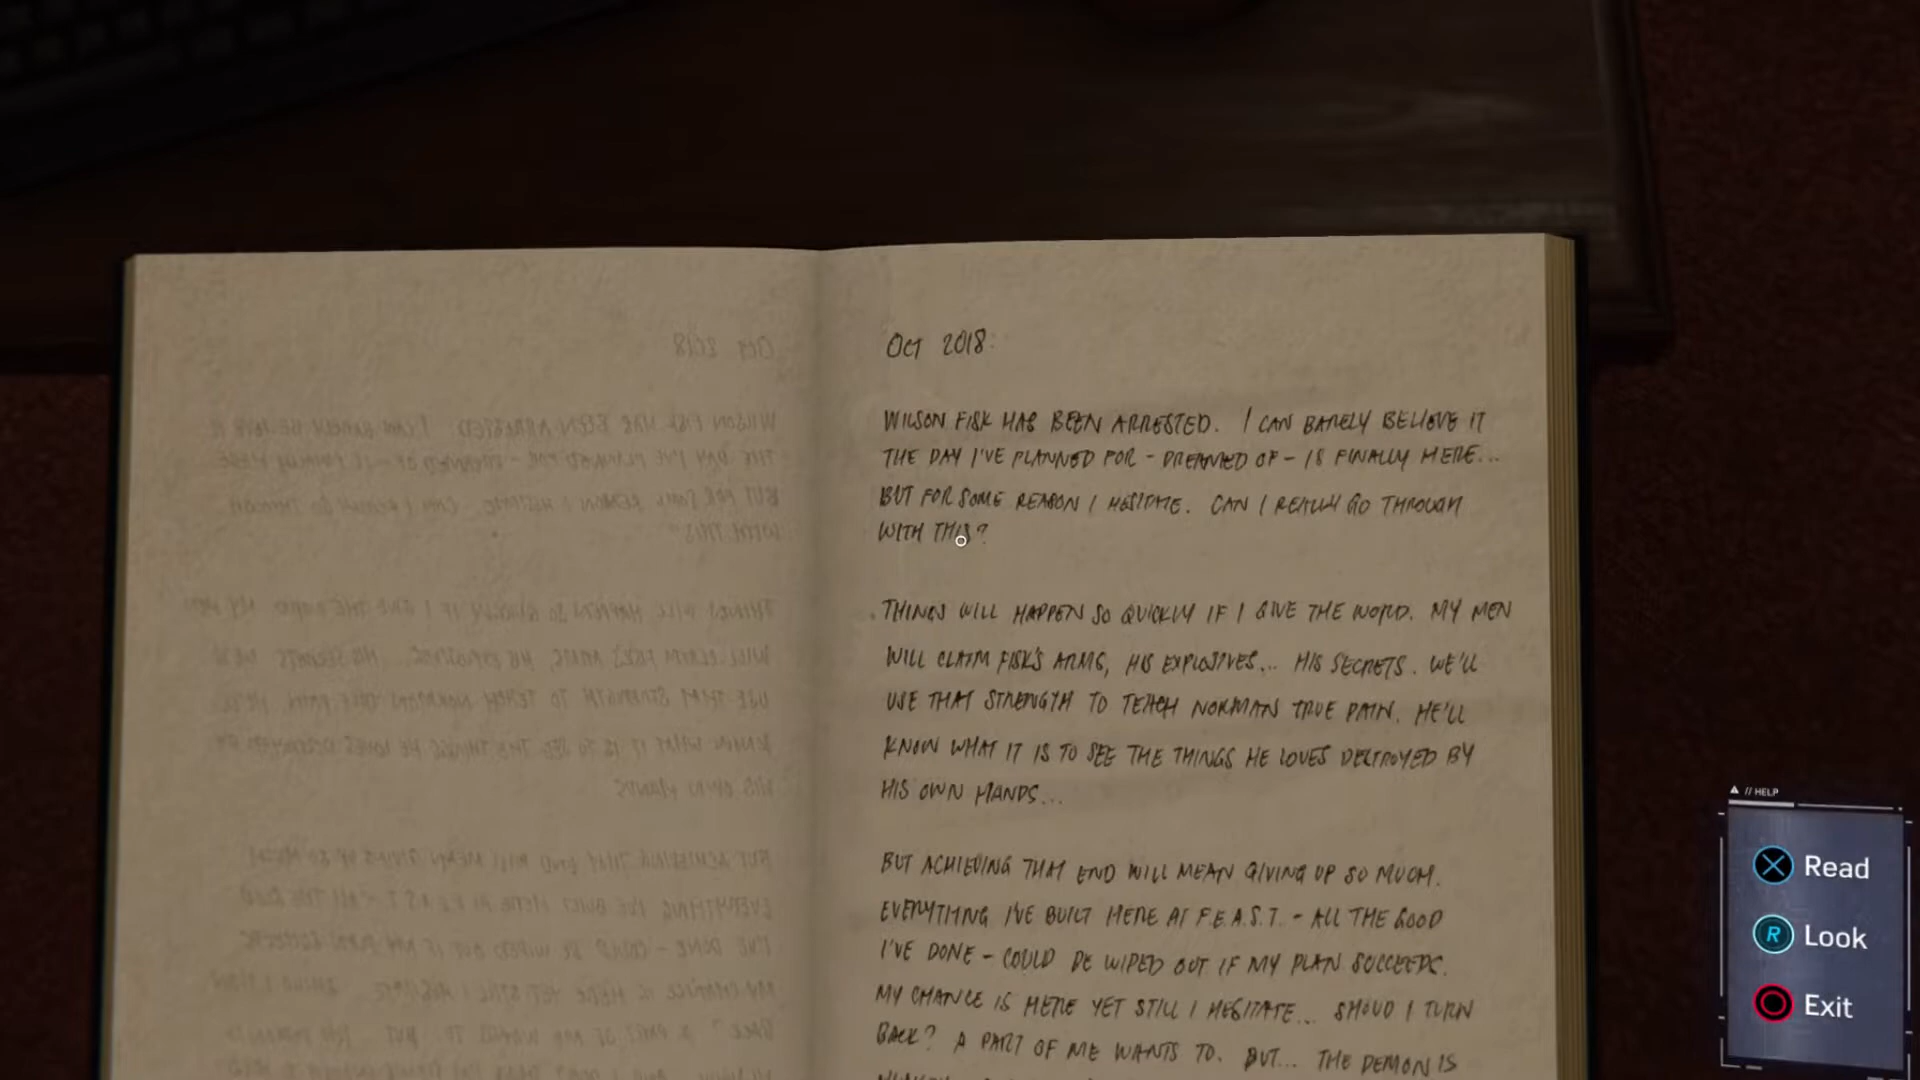 Oct 2018:
WILSON FISK HAS BEEN ARRESTED. I CAN BARELY BELIEVE IT
THE DAY I'VE PLANNED FOR - DREAMED OF - IS FINALLY HERE...
BUT FOR SOME REASON I HESITATE. CAN I REALLY GO THROUGH
WITH THIS?
THINGS WILL HAPPEN SO QUICKLY IF I GIVE THE WORD. MY MEN
WILL CLAIM FISK'S ARMS, HIS EXPLOSIVES... HIS SECRETS. WE'LL
USE THAT STRENGTH TO TEACH NORMAN TRUE PAIN. HE'LL
KNOW WHAT IT IS TO SEE THE THINGS HE LOVES DESTROYED BY
HIS OWN HANDS...
BUT ACHIEVING THAT END WILL MEAN GIVING UP SO MUCH.
EVERYTHING I'VE BUILT HERE AT F.E.A.S.T. - ALL THE GOOD
I'VE DONE - COULD BE WIPED OUT IF MY PLAN SUCCEEDS.
MY CHANCE IS HERE YET STILL I HESITATE... SHOUD I TURN
BACK? A PART OF ME WANTS TO. BUT... THE DEMON IS
// HELP
Read
R Look
Exit